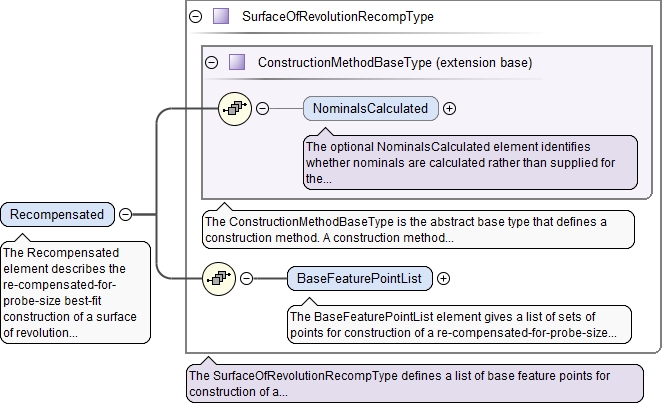 SurfaceOfRevolutionRecompType
ConstructionMethodBaseType (extension base)
NominalsCalculated
The optional NominalsCalculated element identifies
whether nominals are calculated rather than supplied for
the...
Recompensated
The Recompensated
element describes the
re-compensated-for-
probe-size best-fit
construction of a surface
of revolution...
The ConstructionMethodBaseType is the abstract base type that defines a
construction method. A construction method...
BaseFeaturePointList
The BaseFeaturePointList element gives a list of sets of
points for construction of a re-compensated-for-probe-size...
The SurfaceOfRevolutionRecompType defines a list of base feature points for
construction of a...